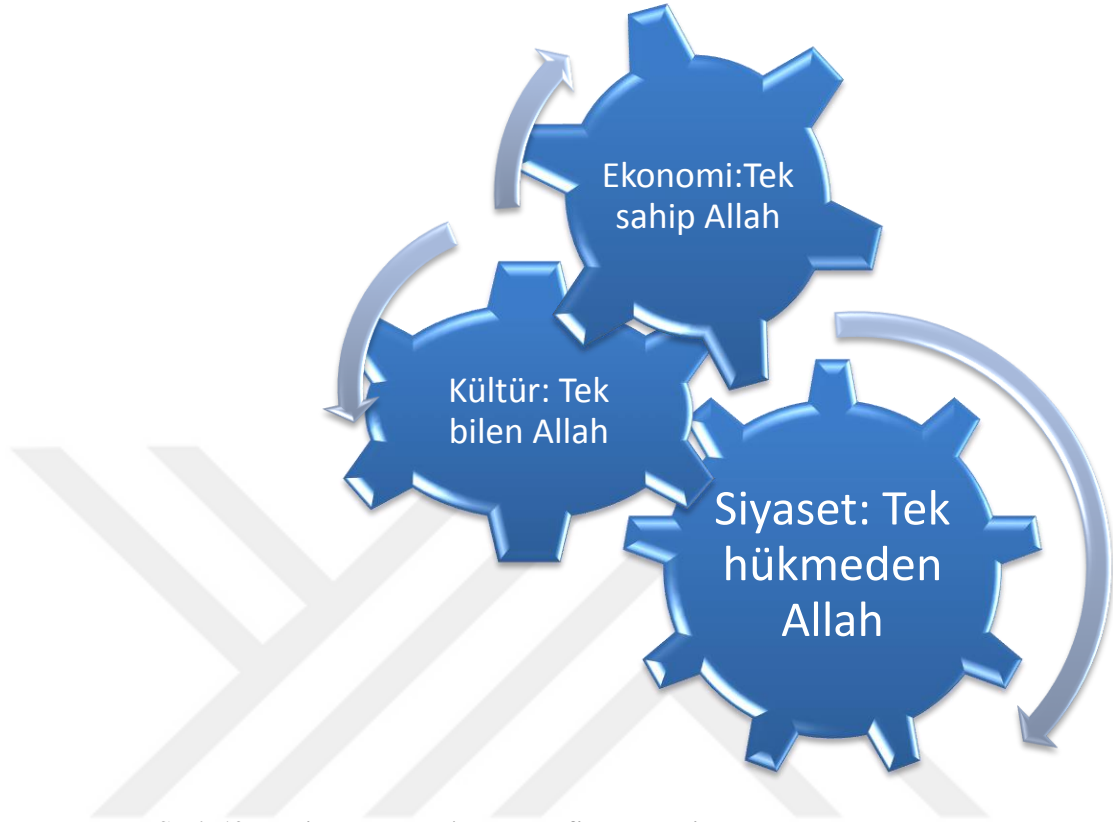 Ekonomi:Tek
sahip Allah
Kültür: Tek
bilen Allah
Siyaset: Tek
hükmeden
Allah